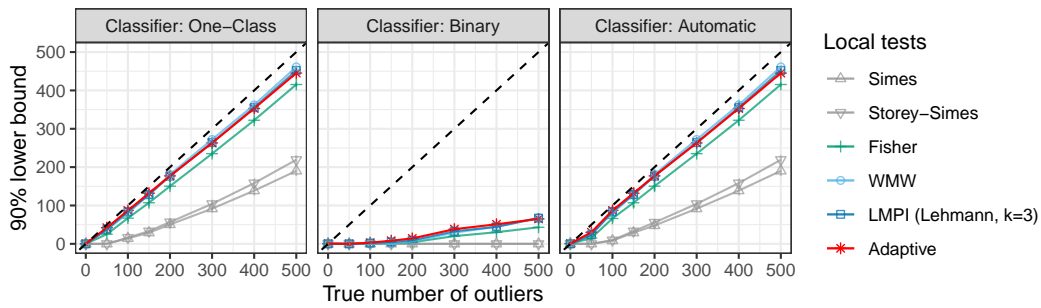 Classifier: One−Class
Classifier: Binary
Classifier: Automatic
90% lower bound
500
400
300
200
100
0
0 100 200 300 400 500
0 100 200 300 400 500
0 100 200 300 400 500
True number of outliers
Local tests
Simes
Storey−Simes
Fisher
WMW
LMPI (Lehmann, k=3)
Adaptive